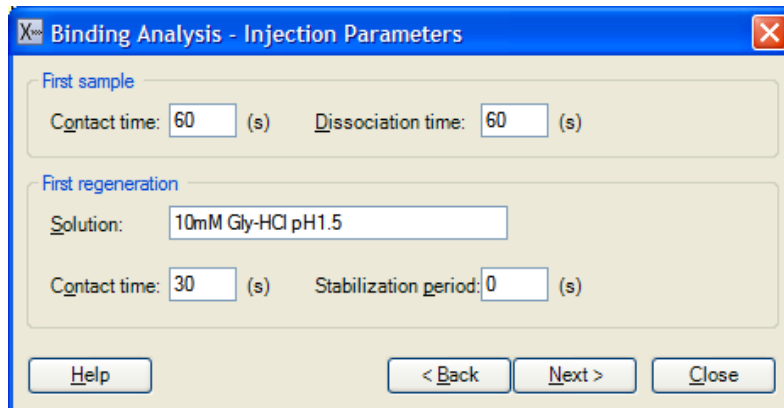 X Binding Analysis - Injection Parameters
First sample
Contact time: 60 (s) Dissociation time: 60 (s)
First regeneration
Solution: 10mM Gly-HCl pH1.5
Contact time: 30 (s) Stabilization period: 0 (s)
Help < Back Next > Close